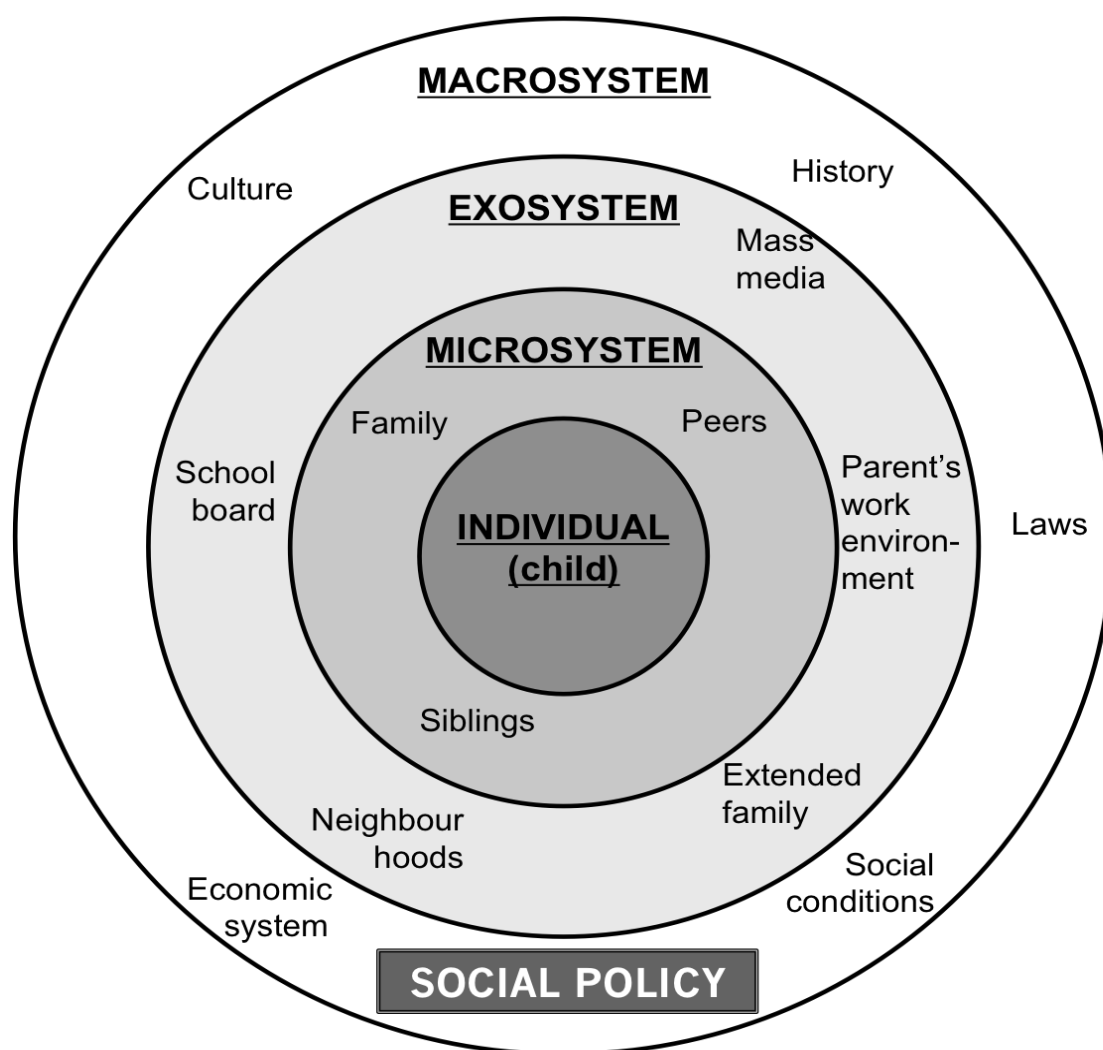 MACROSYSTEM
Culture
History
EXOSYSTEM
Mass
media
MICROSYSTEM
Family
Peers
School
board
Parent’s
work
environ-
ment
INDIVIDUAL
(child)
Laws
Siblings
Extended
family
Neighbour
hoods
Social
conditions
Economic
system
SOCIAL POLICY